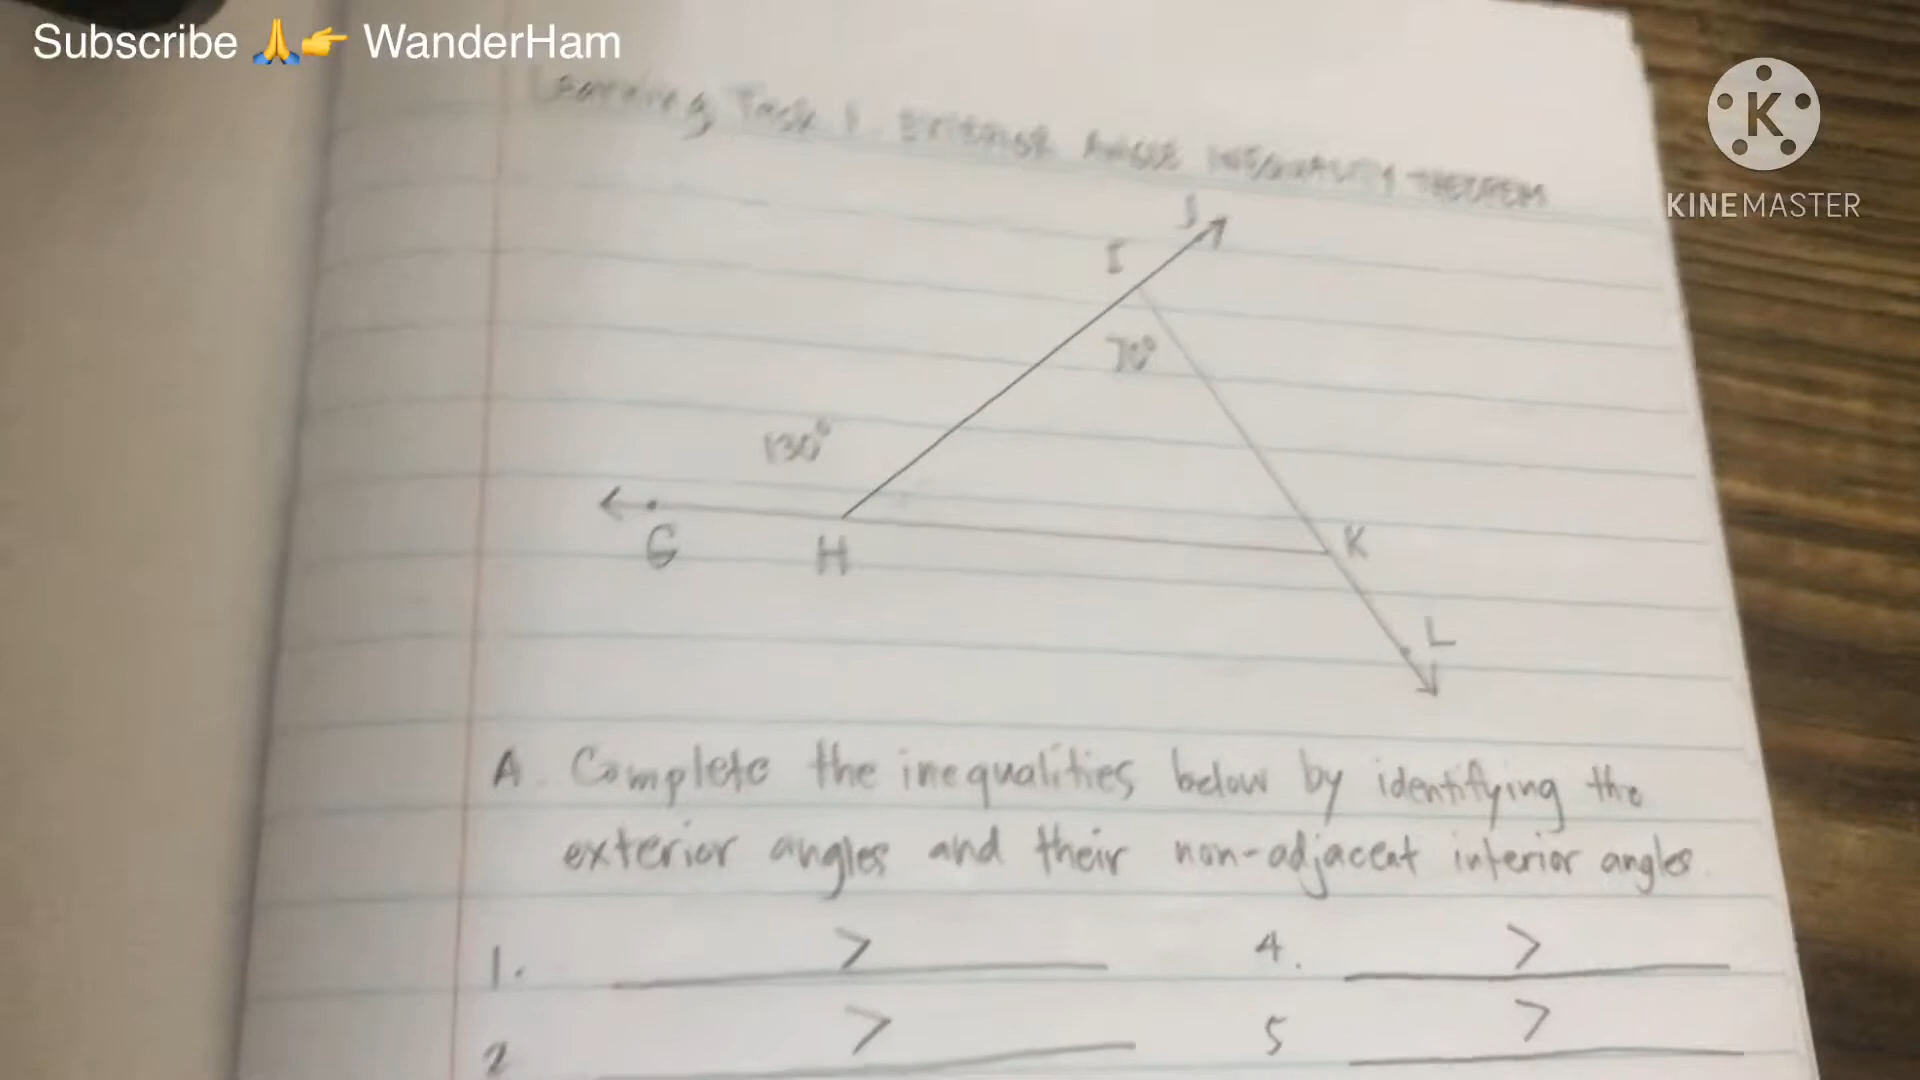 Subscribe 🙏👉 WanderHam
K
KINEMASTER
Learning Task 1 EXTERIOR ANGLE INEQUALITY THEOREM
J
I
70°
130°
G
H
K
L
A. Complete the inequalities below by identifying the
exterior angles and their non-adjacent interior angles.
1. >
4. >
2 >
5 >